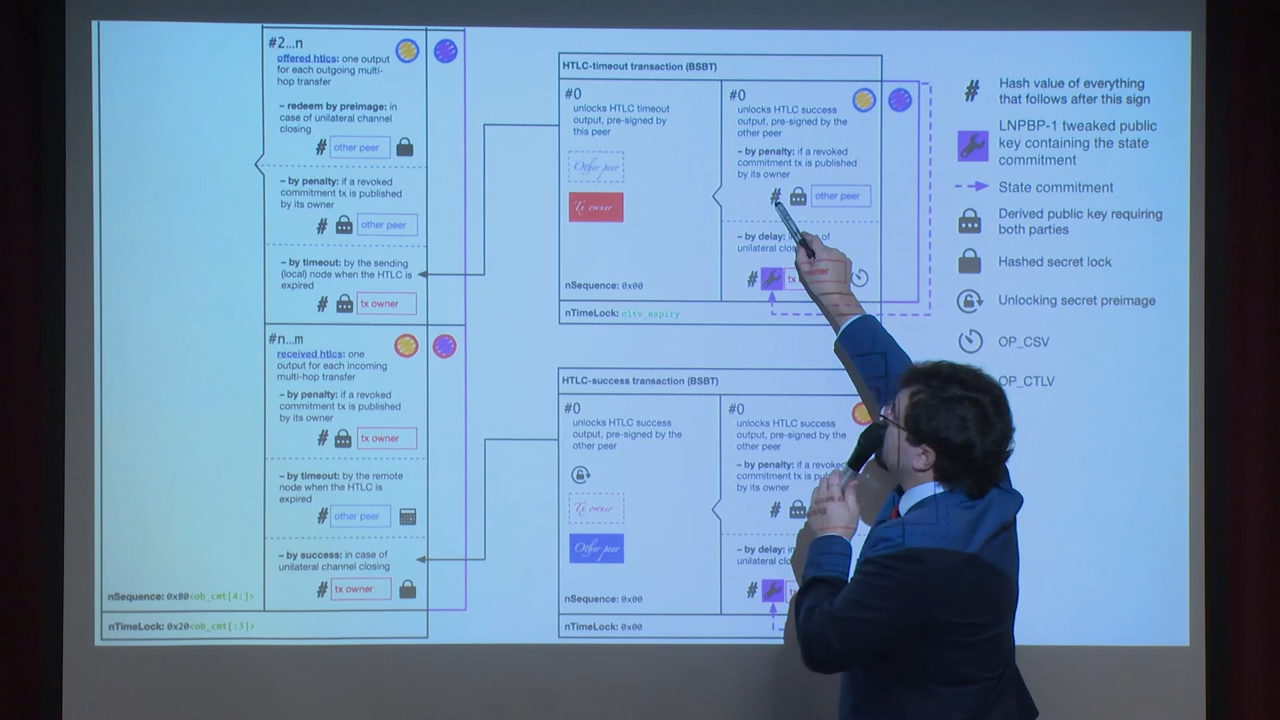 #2...n
offered htlcs: one output
for each outgoing multi-
hop transfer
– redeem by preimage: in
case of unilateral channel
closing
# other peer
– by penalty: if a revoked
commitment tx is published
by its owner
# other peer
– by timeout: by the sending
(local) node when the HTLC is
expired
# tx owner
#n...m
received htlcs: one
output for each incoming
multi-hop transfer
– by penalty: if a revoked
commitment tx is published
by its owner
# tx owner
– by timeout: by the remote
node when the HTLC is
expired
# other peer
– by success: in case of
unilateral channel closing
# tx owner
nSequence: 0x80<ob_cmt[4:]>
nTimeLock: 0x20<ob_cmt[:3]>
HTLC-timeout transaction (BSBT)
#0
unlocks HTLC timeout
output, pre-signed by
this peer
Other peer
Tx owner
nSequence: 0x00
nTimeLock: cltv_expiry
#0
unlocks HTLC success
output, pre-signed by the
other peer
– by penalty: if a revoked
commitment tx is published
by its owner
# other peer
– by delay: of
unilateral
# owner
HTLC-success transaction (BSBT)
#0
unlocks HTLC success
output, pre-signed by the
other peer
Tx owner
Other peer
nSequence: 0x00
nTimeLock: 0x00
#0
unlocks HTLC success
output, pre-signed by the
other peer
– by penalty: if a revoked
commitment tx is
by its owner
#
– by delay:
unilateral
#
# Hash value of everything
that follows after this sign
LNPBP-1 tweaked public
key containing the state
commitment
State commitment
Derived public key requiring
both parties
Hashed secret lock
Unlocking secret preimage
OP_CSV
OP_CTLV